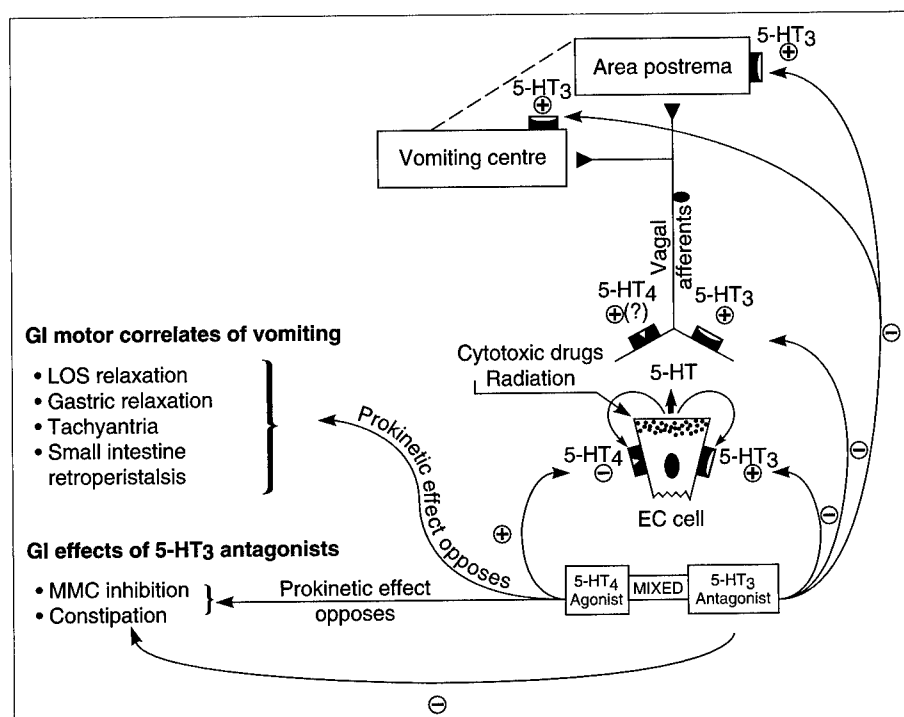 5-HT3
⊕
Area postrema
5-HT3
⊕
Vomiting centre
Vagal
afferents
5-HT4
⊕(?)
5-HT3
⊕
GI motor correlates of vomiting
• LOS relaxation
• Gastric relaxation
• Tachyantria
• Small intestine
retroperistalsis
Cytotoxic drugs
Radiation
5-HT
5-HT4
⊖
5-HT3
⊕
EC cell
⊖
⊖
⊖
⊕
Prokinetic effect opposes
GI effects of 5-HT3 antagonists
• MMC inhibition
• Constipation
Prokinetic effect
opposes
5-HT4
Agonist
MIXED
5-HT3
Antagonist
⊖